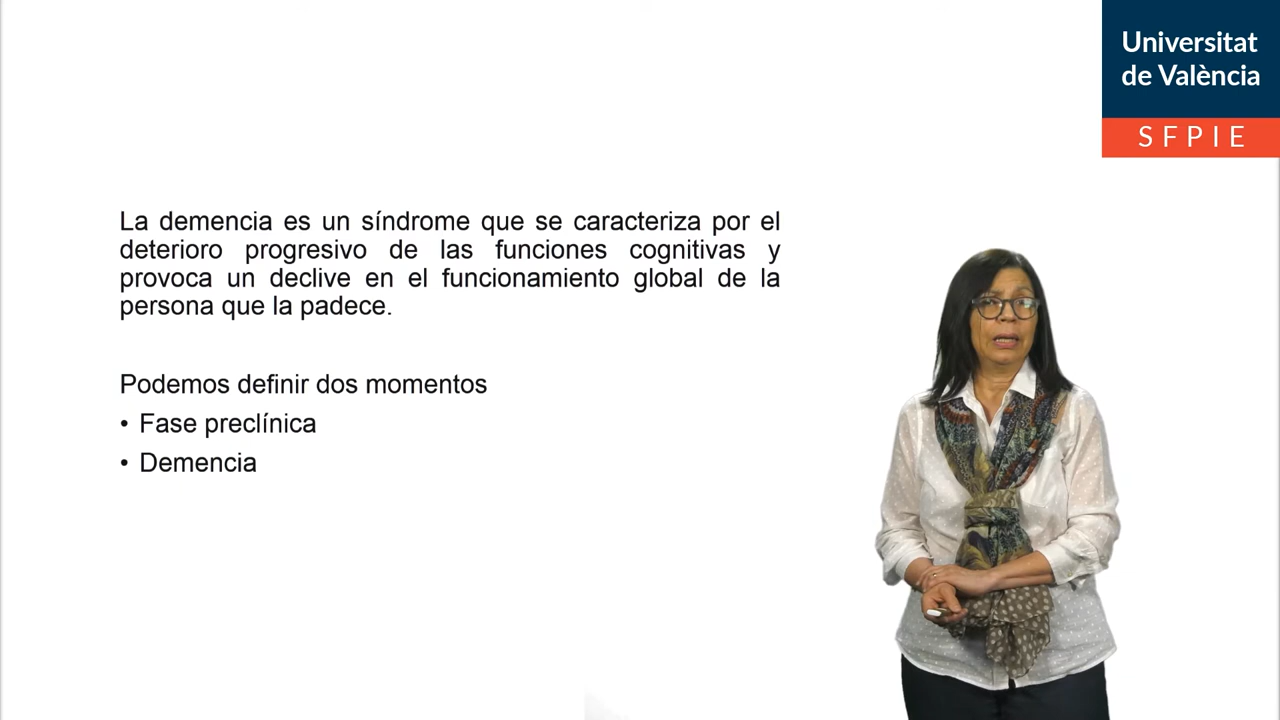 Universitat
de València
SFPIE
La demencia es un síndrome que se caracteriza por el
deterioro progresivo de las funciones cognitivas y
provoca un declive en el funcionamiento global de la
persona que la padece.
Podemos definir dos momentos
• Fase preclínica
• Demencia